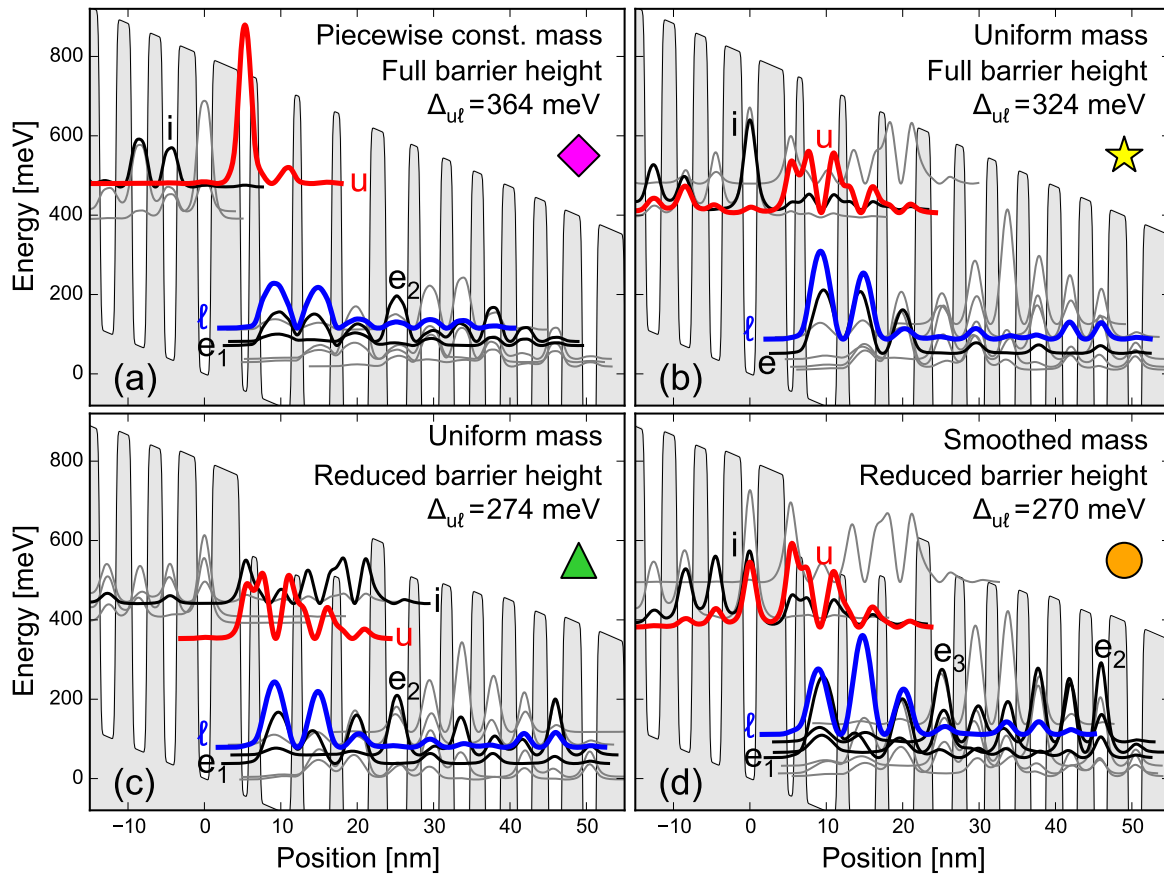 Piecewise const. mass
Full barrier height
Δuℓ=364 meV
i
u
e2
ℓ
e1
(a)
800
600
400
200
0
Energy [meV]
Uniform mass
Full barrier height
Δuℓ=324 meV
i
u
ℓ
e
(b)
Uniform mass
Reduced barrier height
Δuℓ=274 meV
i
u
e2
ℓ
e1
(c)
800
600
400
200
0
Energy [meV]
−10 0 10 20 30 40 50
Position [nm]
Smoothed mass
Reduced barrier height
Δuℓ=270 meV
i
u
e3
e2
ℓ
e1
(d)
−10 0 10 20 30 40 50
Position [nm]